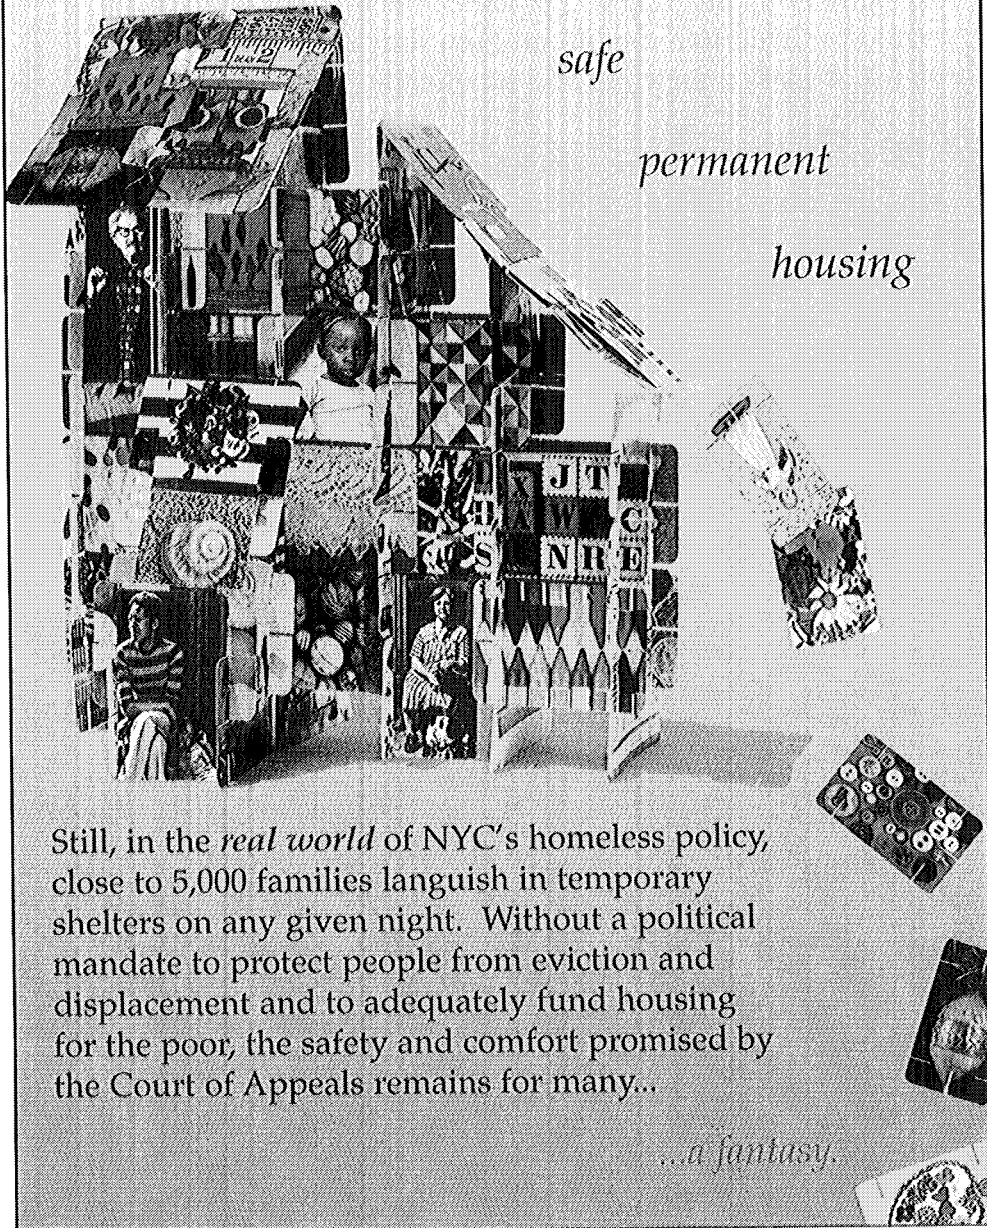 1 2
safe
permanent
housing
J T
X W C
S N R E
Still, in the real world of NYC's homeless policy,
close to 5,000 families languish in temporary
shelters on any given night. Without a political
mandate to protect people from eviction and
displacement and to adequately fund housing
for the poor, the safety and comfort promised by
the Court of Appeals remains for many...
...a fantasy.